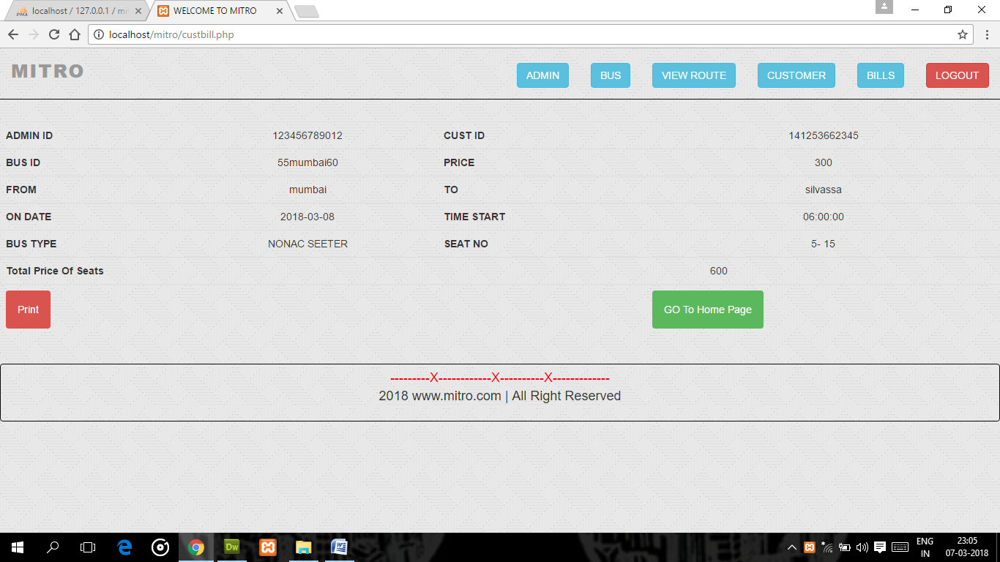 localhost / 127.0.0.1 / mi
WELCOME TO MITRO
localhost/mitro/custbill.php
MITRO
ADMIN BUS VIEW ROUTE CUSTOMER BILLS LOGOUT
ADMIN ID 123456789012 CUST ID 141253662345
BUS ID 55mumbai60 PRICE 300
FROM mumbai TO silvassa
ON DATE 2018-03-08 TIME START 06:00:00
BUS TYPE NONAC SEETER SEAT NO 5- 15
Total Price Of Seats 600
Print GO To Home Page
---------X------------X----------X-------------
2018 www.mitro.com | All Right Reserved
ENG 23:05
IN 07-03-2018